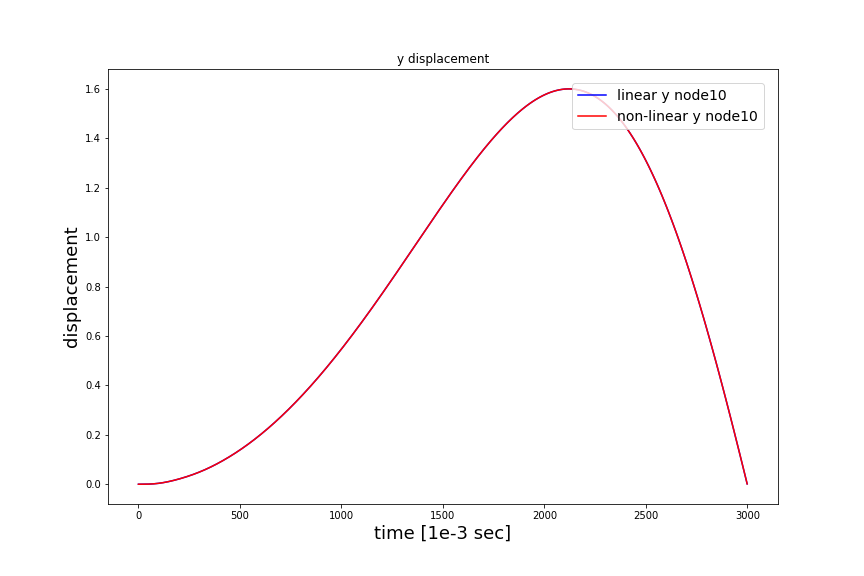 y displacement
linear y node10
non-linear y node10
1.6
1.4
1.2
1.0
0.8
0.6
0.4
0.2
0.0
displacement
0 500 1000 1500 2000 2500 3000
time [1e-3 sec]